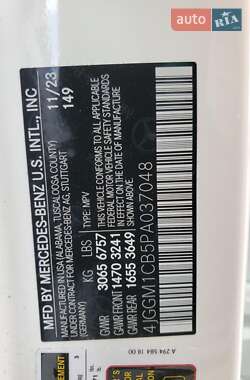 auto.ria.com
MFD BY MERCEDES-BENZ U.S. INTL., INC
MANUFACTURED IN USA (ALABAMA, TUSCALOOSA COUNTY)
UNDER CONTRACT FOR MERCEDES-BENZ AG, STUTTGART
GERMANY
11/23
149
KG LBS
3065 6757
GAWR FRONT 1470 3241
GAWR REAR 1655 3649
TYPE: MPV
THIS VEHICLE CONFORMS TO ALL APPLICABLE
FEDERAL MOTOR VEHICLE SAFETY STANDARDS
IN EFFECT ON THE DATE OF MANUFACTURE
SHOWN ABOVE.
4JGGM1CB5PA037048
A 294 584 18 00